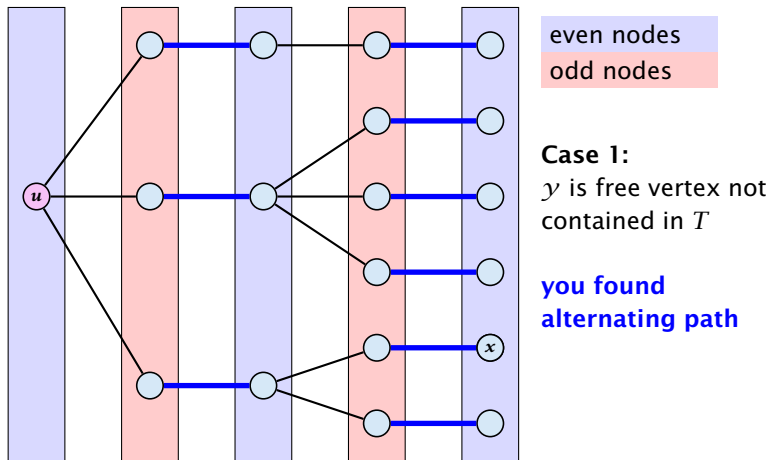 even nodes
odd nodes
u
Case 1:
y is free vertex not
contained in T
you found
alternating path
x